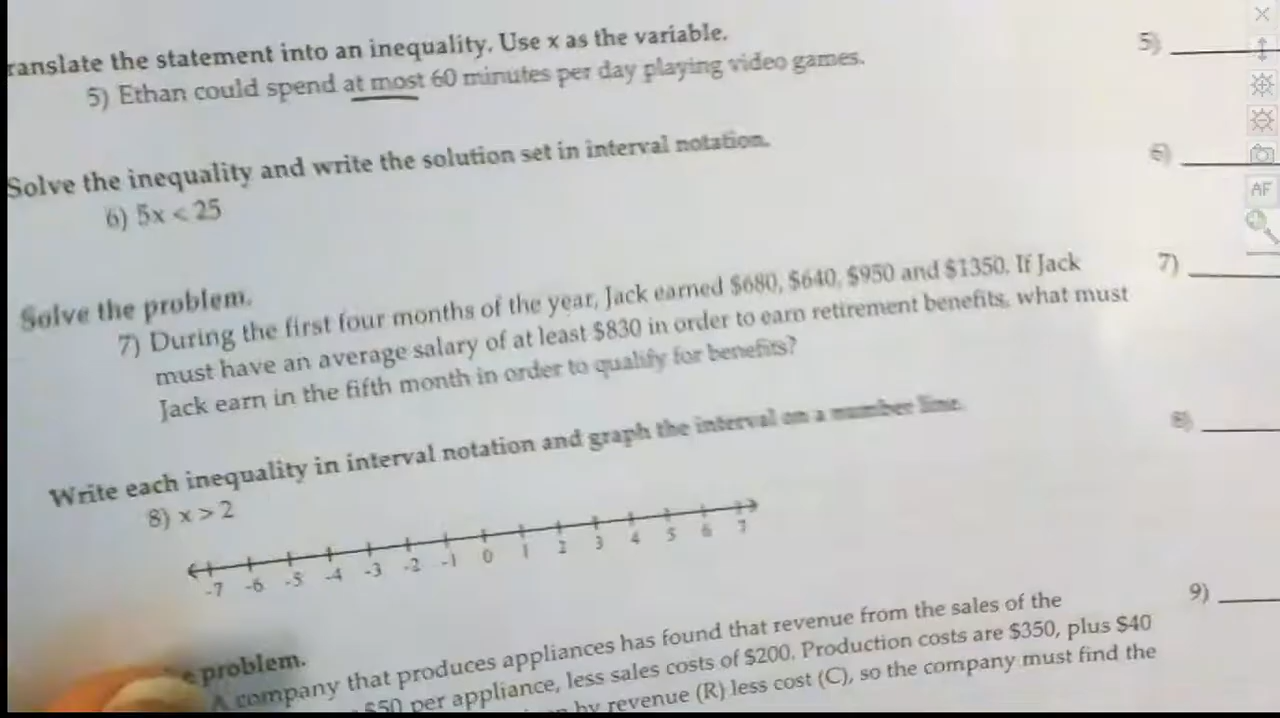 ranslate the statement into an inequality. Use x as the variable.
5) Ethan could spend at most 60 minutes per day playing video games.
5)
Solve the inequality and write the solution set in interval notation.
6) 5x < 25
6)
Solve the problem.
7) During the first four months of the year, Jack earned $680, $640, $950 and $1350. If Jack
must have an average salary of at least $830 in order to earn retirement benefits, what must
Jack earn in the fifth month in order to qualify for benefits?
7)
Write each inequality in interval notation and graph the interval on a number line.
8) x > 2
8)
-7 -6 -5 -4 -3 -2 -1 0 1 2 3 4 5 6 7
e problem.
A company that produces appliances has found that revenue from the sales of the
$50 per appliance, less sales costs of $200. Production costs are $350, plus $40
by revenue (R) less cost (C), so the company must find the
9)
AF